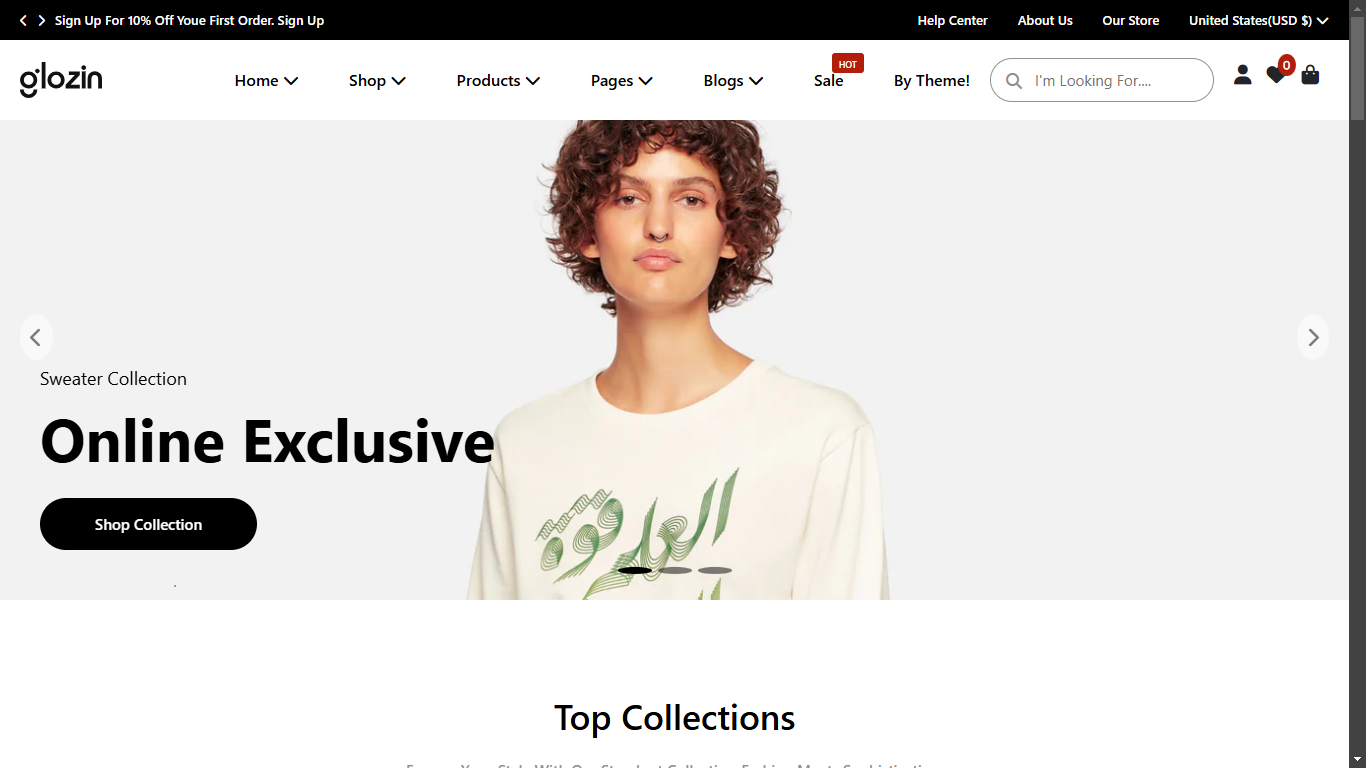 Sign Up For 10% Off Youe First Order. Sign Up
Help Center
About Us
Our Store
United States(USD $)
glozin
Home
Shop
Products
Pages
Blogs
Sale
HOT
By Theme!
I'm Looking For....
0
Sweater Collection
Online Exclusive
Shop Collection
Top Collections